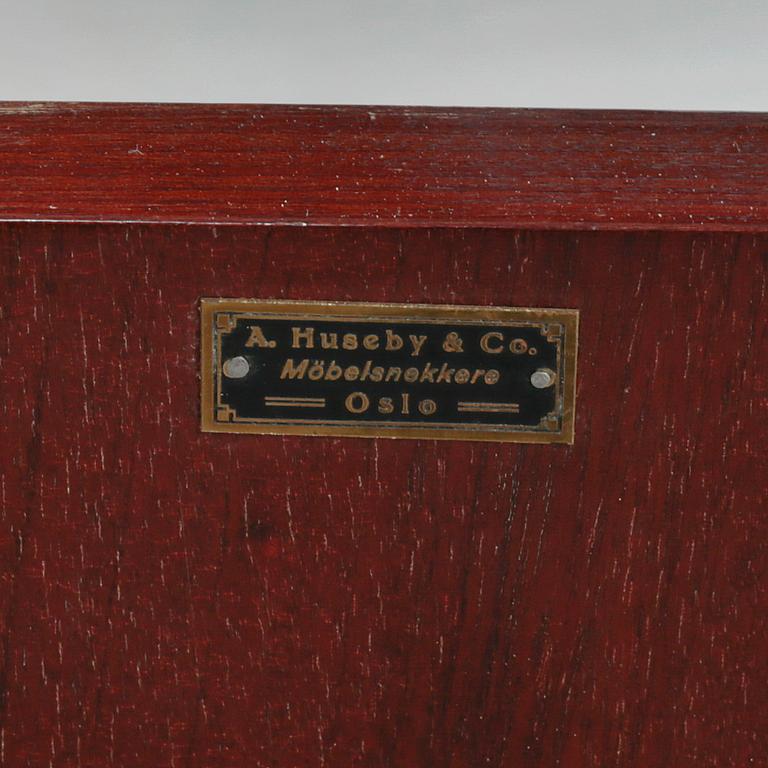 A. Huseby & Co.
Möbelsnekkere
Oslo